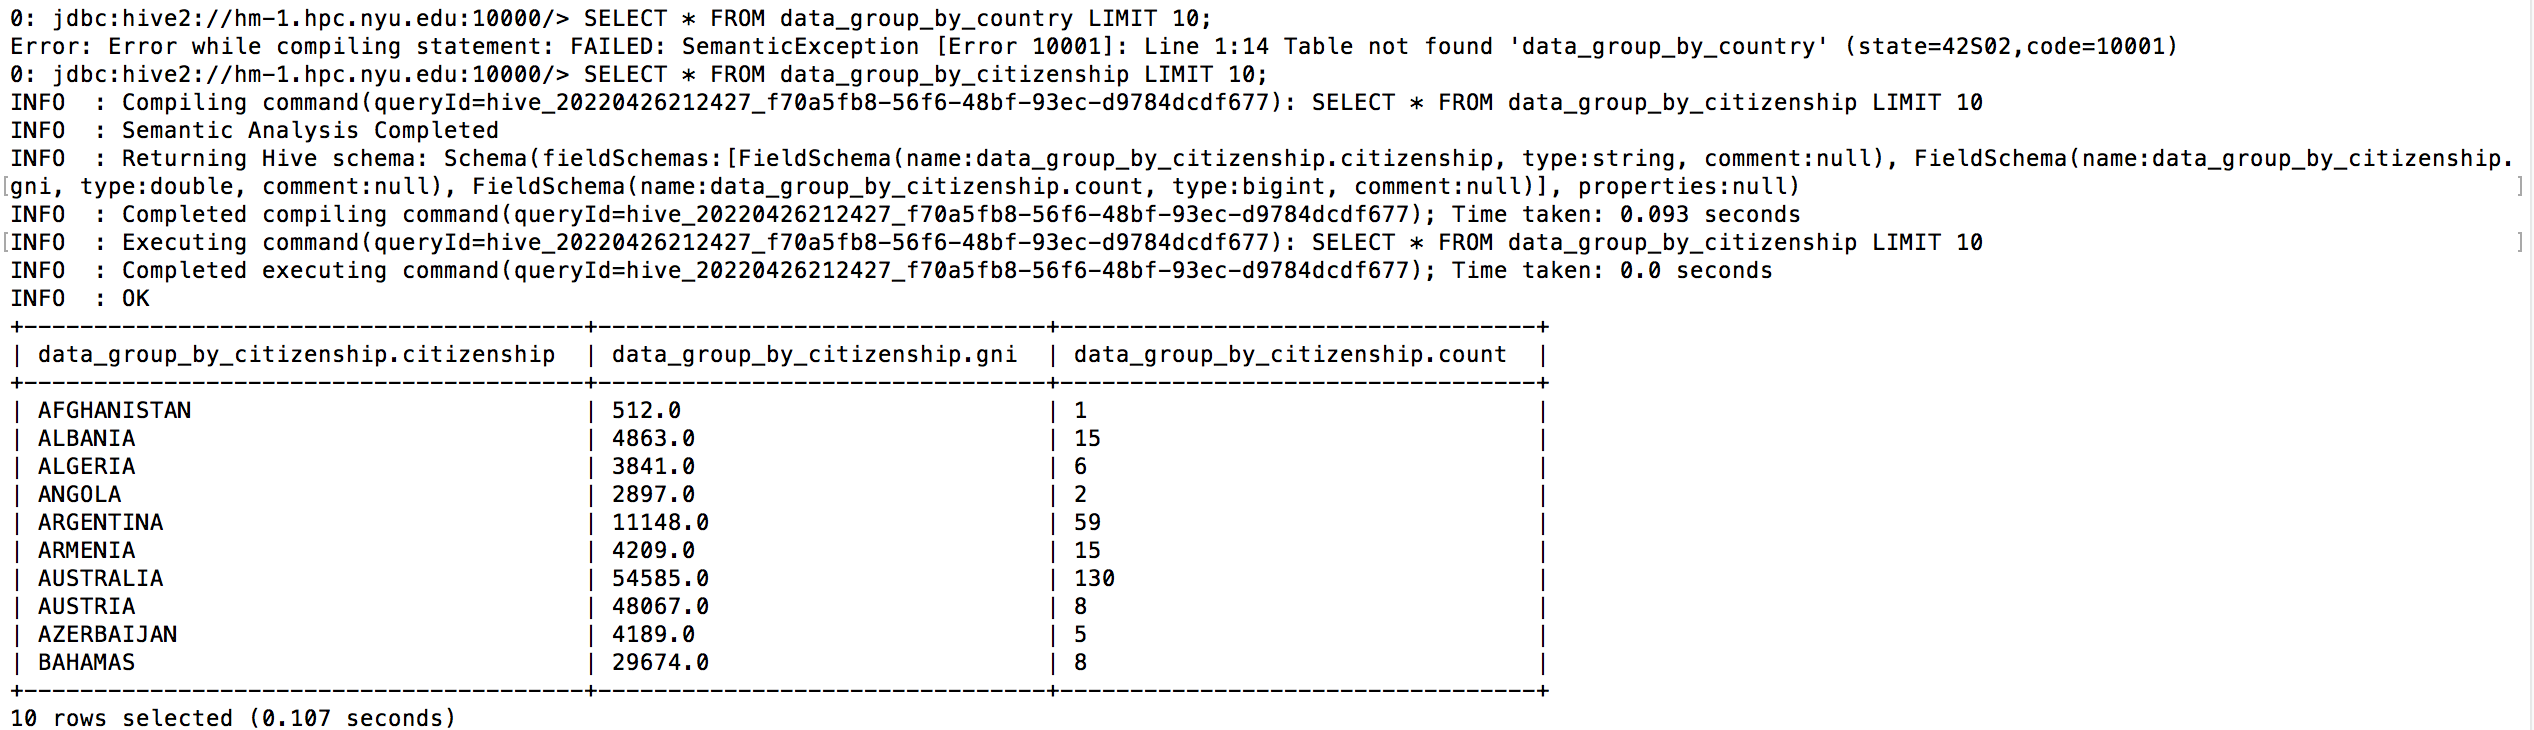 0: jdbc:hive2://hm-1.hpc.nyu.edu:10000/> SELECT * FROM data_group_by_country LIMIT 10;
Error: Error while compiling statement: FAILED: SemanticException [Error 10001]: Line 1:14 Table not found 'data_group_by_country' (state=42S02,code=10001)
0: jdbc:hive2://hm-1.hpc.nyu.edu:10000/> SELECT * FROM data_group_by_citizenship LIMIT 10;
INFO  : Compiling command(queryId=hive_20220426212427_f70a5fb8-56f6-48bf-93ec-d9784dcdf677): SELECT * FROM data_group_by_citizenship LIMIT 10
INFO  : Semantic Analysis Completed
INFO  : Returning Hive schema: Schema(fieldSchemas:[FieldSchema(name:data_group_by_citizenship.citizenship, type:string, comment:null), FieldSchema(name:data_group_by_citizenship.
[gni, type:double, comment:null), FieldSchema(name:data_group_by_citizenship.count, type:bigint, comment:null)], properties:null) ]
INFO  : Completed compiling command(queryId=hive_20220426212427_f70a5fb8-56f6-48bf-93ec-d9784dcdf677); Time taken: 0.093 seconds
[INFO  : Executing command(queryId=hive_20220426212427_f70a5fb8-56f6-48bf-93ec-d9784dcdf677): SELECT * FROM data_group_by_citizenship LIMIT 10 ]
INFO  : Completed executing command(queryId=hive_20220426212427_f70a5fb8-56f6-48bf-93ec-d9784dcdf677); Time taken: 0.0 seconds
INFO  : OK
+----------------------------------------+--------------------------------+----------------------------------+
| data_group_by_citizenship.citizenship  | data_group_by_citizenship.gni  | data_group_by_citizenship.count  |
+----------------------------------------+--------------------------------+----------------------------------+
| AFGHANISTAN                            | 512.0                          | 1                                |
| ALBANIA                                | 4863.0                         | 15                               |
| ALGERIA                                | 3841.0                         | 6                                |
| ANGOLA                                 | 2897.0                         | 2                                |
| ARGENTINA                              | 11148.0                        | 59                               |
| ARMENIA                                | 4209.0                         | 15                               |
| AUSTRALIA                              | 54585.0                        | 130                              |
| AUSTRIA                                | 48067.0                        | 8                                |
| AZERBAIJAN                             | 4189.0                         | 5                                |
| BAHAMAS                                | 29674.0                        | 8                                |
+----------------------------------------+--------------------------------+----------------------------------+
10 rows selected (0.107 seconds)